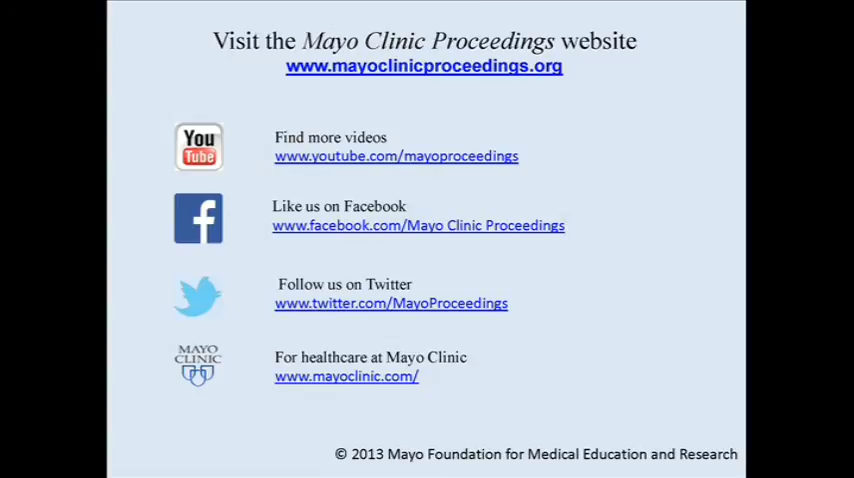 Visit the Mayo Clinic Proceedings website
www.mayoclinicproceedings.org
You
Tube
Find more videos
www.youtube.com/mayoproceedings
f
Like us on Facebook
www.facebook.com/Mayo Clinic Proceedings
Follow us on Twitter
www.twitter.com/MayoProceedings
MAYO
CLINIC
For healthcare at Mayo Clinic
www.mayoclinic.com/
© 2013 Mayo Foundation for Medical Education and Research